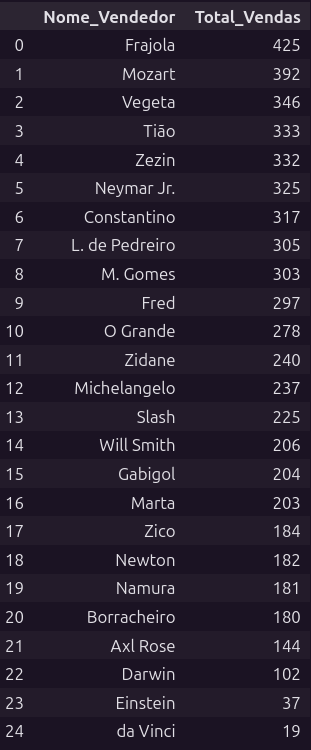 Nome_Vendedor Total_Vendas
0 Frajola 425
1 Mozart 392
2 Vegeta 346
3 Tião 333
4 Zezin 332
5 Neymar Jr. 325
6 Constantino 317
7 L. de Pedreiro 305
8 M. Gomes 303
9 Fred 297
10 O Grande 278
11 Zidane 240
12 Michelangelo 237
13 Slash 225
14 Will Smith 206
15 Gabigol 204
16 Marta 203
17 Zico 184
18 Newton 182
19 Namura 181
20 Borracheiro 180
21 Axl Rose 144
22 Darwin 102
23 Einstein 37
24 da Vinci 19